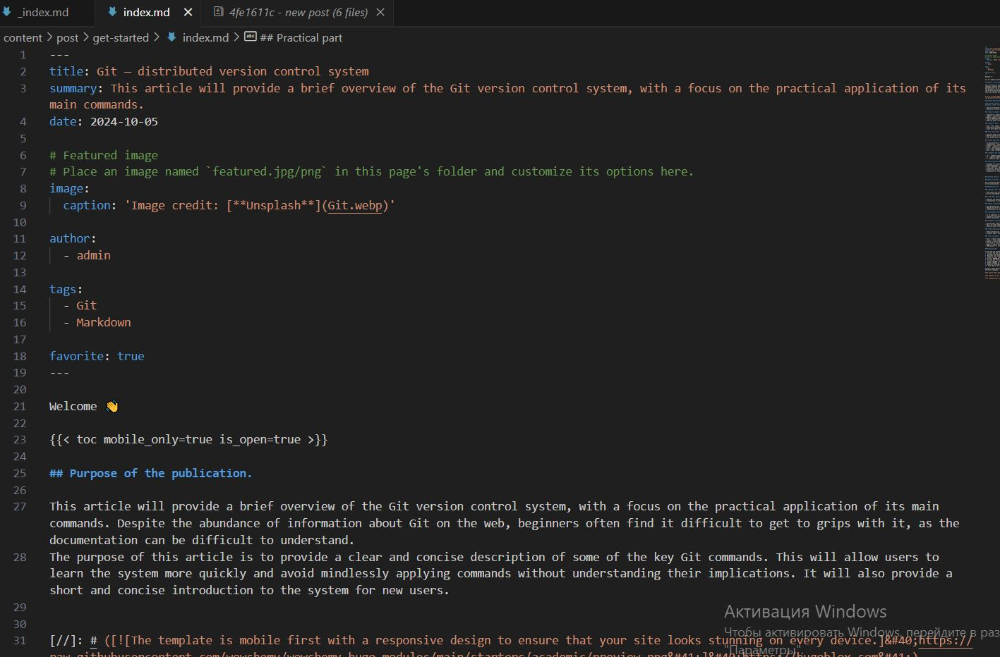 _index.md
index.md
4fe1611c - new post (6 files)
content > post > get-started > index.md > ## Practical part
1 ---
2 title: Git — distributed version control system
3 summary: This article will provide a brief overview of the Git version control system, with a focus on the practical application of its
main commands.
4 date: 2024-10-05
5
6 # Featured image
7 # Place an image named `featured.jpg/png` in this page's folder and customize its options here.
8 image:
9 caption: 'Image credit: [**Unsplash**](Git.webp)'
10
11 author:
12 - admin
13
14 tags:
15 - Git
16 - Markdown
17
18 favorite: true
19 ---
20
21 Welcome 👋
22
23 {{< toc mobile_only=true is_open=true >}}
24
25 ## Purpose of the publication.
26
27 This article will provide a brief overview of the Git version control system, with a focus on the practical application of its main
commands. Despite the abundance of information about Git on the web, beginners often find it difficult to get to grips with it, as the
documentation can be difficult to understand.
28 The purpose of this article is to provide a clear and concise description of some of the key Git commands. This will allow users to
learn the system more quickly and avoid mindlessly applying commands without understanding their implications. It will also provide a
short and concise introduction to the system for new users.
29
30
31 [//]: # ([![The template is mobile first with a responsive design to ensure that your site looks stunning on every device.]&#40;https://
Активация Windows
Чтобы активировать Windows, перейдите в раз
"Параметры".